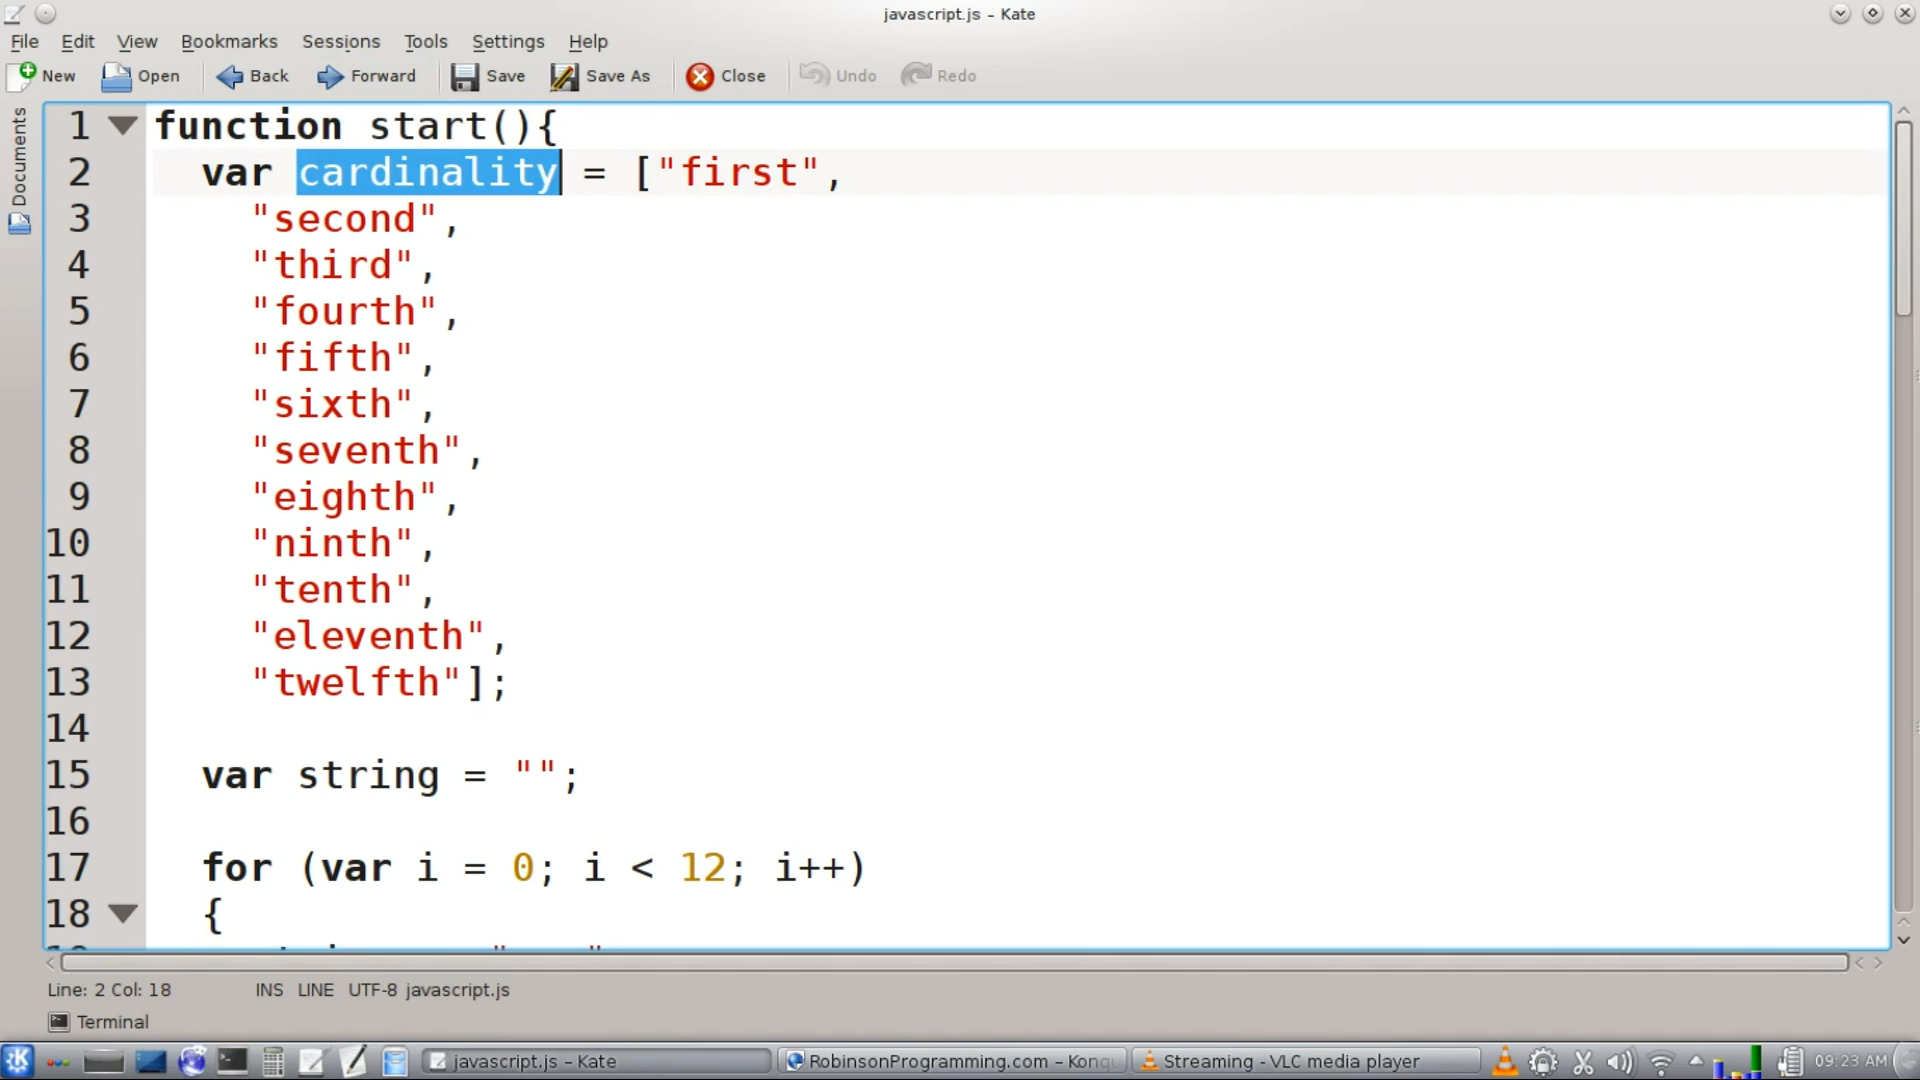 javascript.js – Kate
File Edit View Bookmarks Sessions Tools Settings Help
New Open Back Forward Save Save As Close Undo Redo
Documents
1 function start(){
2 var cardinality = ["first",
3 "second",
4 "third",
5 "fourth",
6 "fifth",
7 "sixth",
8 "seventh",
9 "eighth",
10 "ninth",
11 "tenth",
12 "eleventh",
13 "twelfth"];
14
15 var string = "";
16
17 for (var i = 0; i < 12; i++)
18 {
Line: 2 Col: 18 INS LINE UTF-8 javascript.js
Terminal
javascript.js – Kate RobinsonProgramming.com – Konqu Streaming - VLC media player 09:23 AM